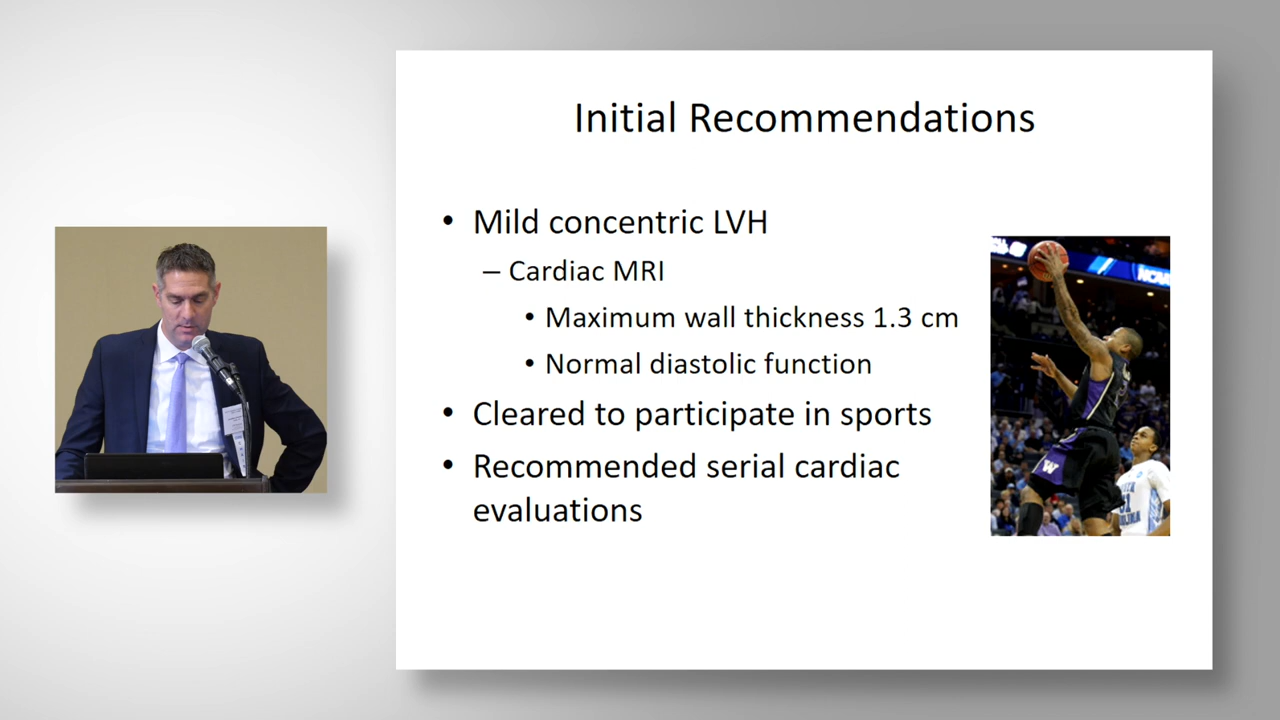 Initial Recommendations
• Mild concentric LVH
– Cardiac MRI
• Maximum wall thickness 1.3 cm
• Normal diastolic function
• Cleared to participate in sports
• Recommended serial cardiac
evaluations
NCAA
W